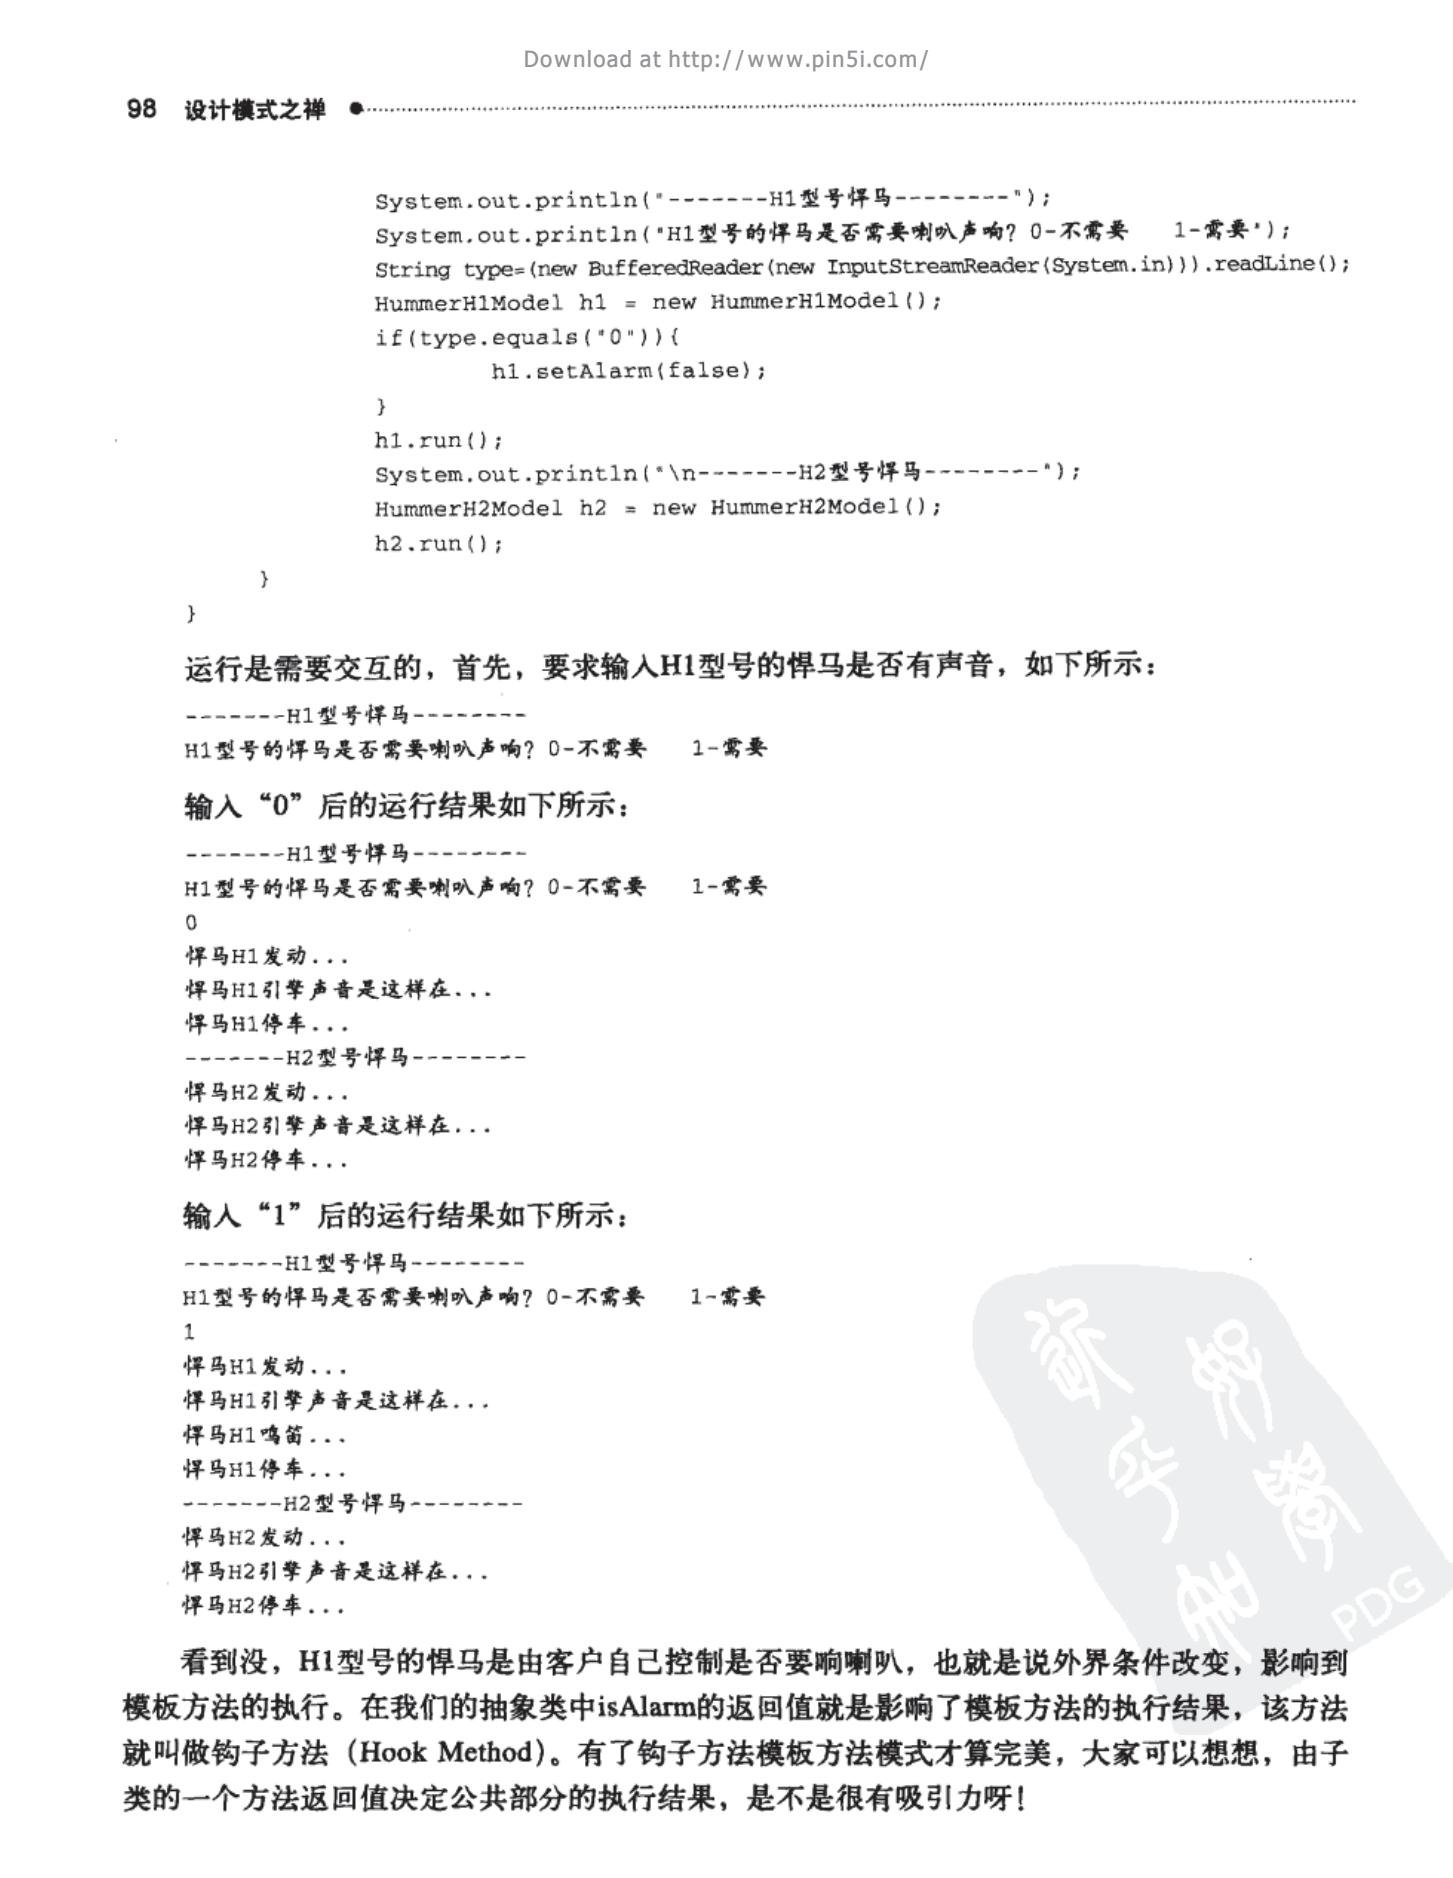 Download at http://www.pin5i.com/
98 设计模式之禅
System.out.println("-------H1型号悍马--------");
System.out.println("H1型号的悍马是否需要喇叭声响？0-不需要   1-需要");
String type=(new BufferedReader(new InputStreamReader(System.in))).readLine();
HummerH1Model h1 = new HummerH1Model();
if(type.equals("0")){
h1.setAlarm(false);
}
h1.run();
System.out.println("\n-------H2型号悍马--------");
HummerH2Model h2 = new HummerH2Model();
h2.run();
}
}
运行是需要交互的，首先，要求输入H1型号的悍马是否有声音，如下所示：
-------H1型号悍马--------
H1型号的悍马是否需要喇叭声响？0-不需要   1-需要
输入“0”后的运行结果如下所示：
-------H1型号悍马--------
H1型号的悍马是否需要喇叭声响？0-不需要   1-需要
0
悍马H1发动...
悍马H1引擎声音是这样在...
悍马H1停车...
-------H2型号悍马--------
悍马H2发动...
悍马H2引擎声音是这样在...
悍马H2停车...
输入“1”后的运行结果如下所示：
-------H1型号悍马--------
H1型号的悍马是否需要喇叭声响？0-不需要   1-需要
1
悍马H1发动...
悍马H1引擎声音是这样在...
悍马H1鸣笛...
悍马H1停车...
-------H2型号悍马--------
悍马H2发动...
悍马H2引擎声音是这样在...
悍马H2停车...
看到没，H1型号的悍马是由客户自己控制是否要响喇叭，也就是说外界条件改变，影响到
模板方法的执行。在我们的抽象类中isAlarm的返回值就是影响了模板方法的执行结果，该方法
就叫做钩子方法（Hook Method）。有了钩子方法模板方法模式才算完美，大家可以想想，由子
类的一个方法返回值决定公共部分的执行结果，是不是很有吸引力呀！
PDG